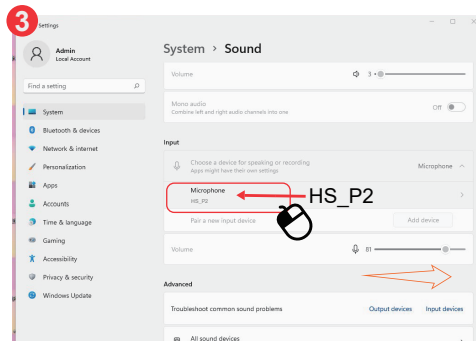 3
Settings
Admin
Local Account
System > Sound
Volume
3
Find a setting
Mono audio
Combine left and right audio channels into one
Off
System
Bluetooth & devices
Network & internet
Personalization
Apps
Accounts
Time & language
Gaming
Accessibility
Privacy & security
Windows Update
Input
Choose a device for speaking or recording
Apps might have their own settings
Microphone
Microphone
HS_P2
HS_P2
Pair a new input device
Add device
Volume
81
Advanced
Troubleshoot common sound problems
Output devices
Input devices
All sound devices